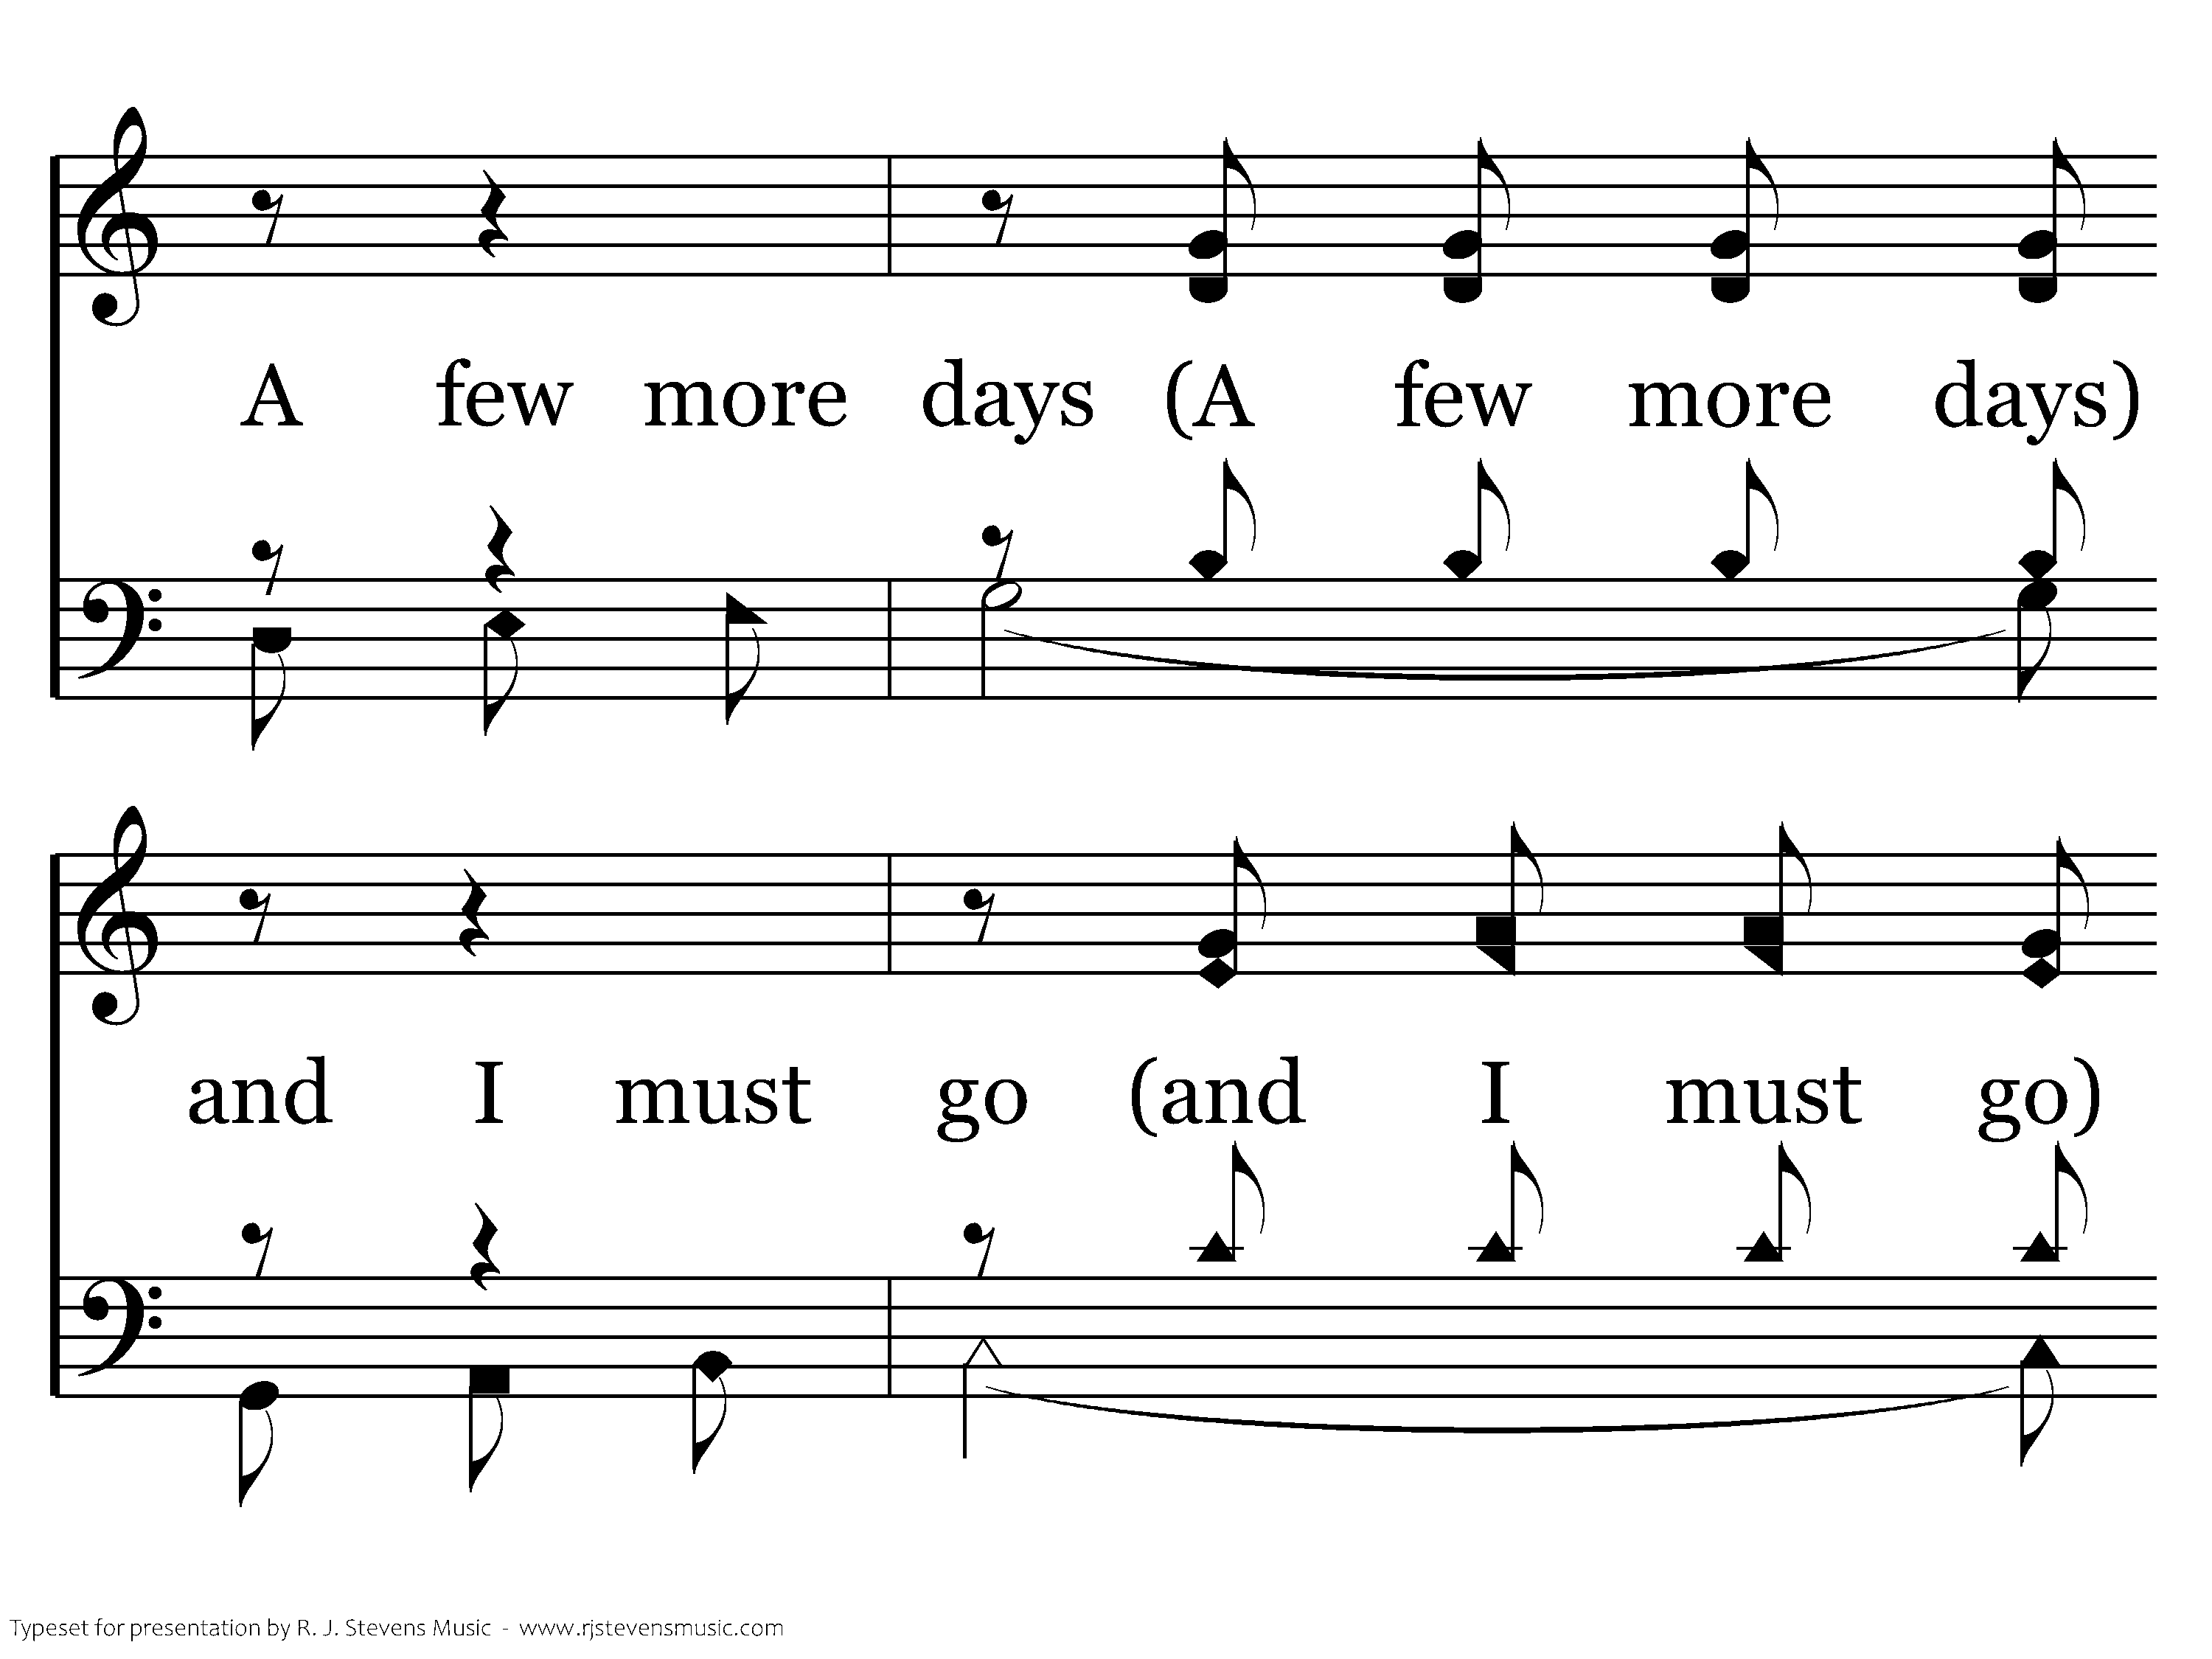 A few more days (A few more days)
and I must go (and I must go)
Typeset for presentation by R. J. Stevens Music - www.rjstevensmusic.com